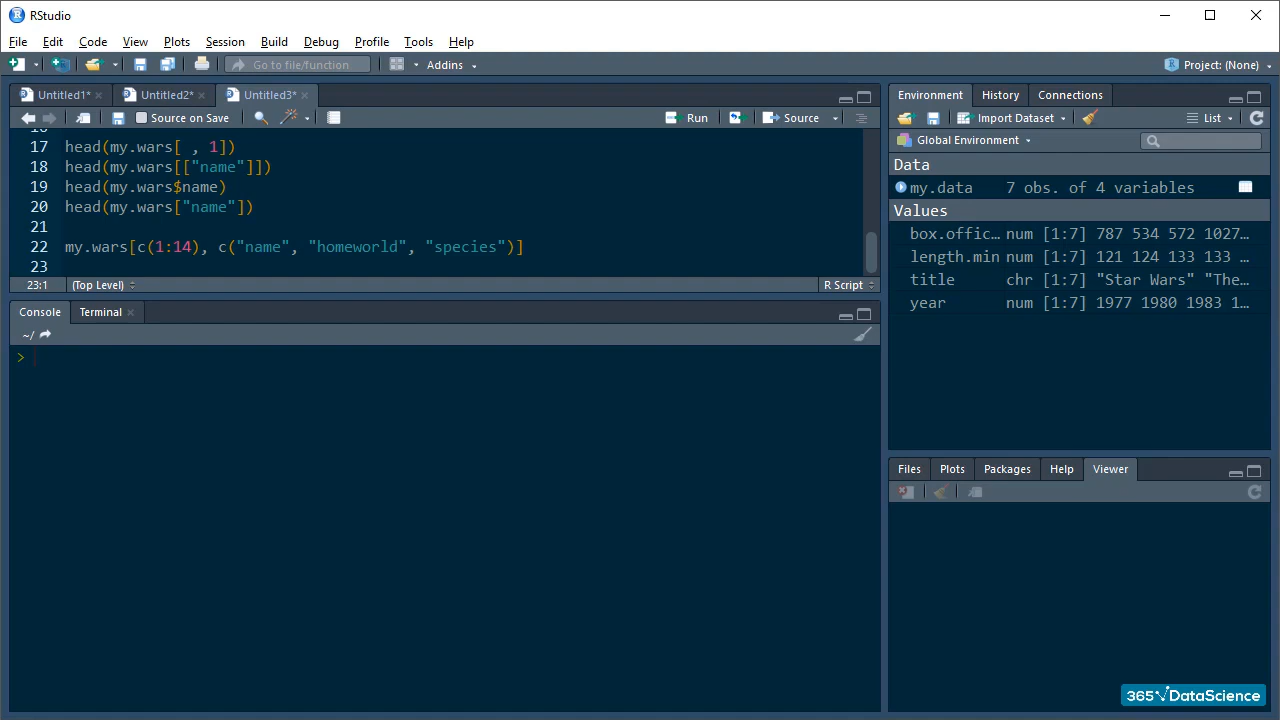 RStudio
File Edit Code View Plots Session Build Debug Profile Tools Help
Go to file/function Addins Project: (None)
Untitled1* Untitled2* Untitled3*
Source on Save Run Source
17 head(my.wars[ , 1])
18 head(my.wars[["name"]])
19 head(my.wars$name)
20 head(my.wars["name"])
21
22 my.wars[c(1:14), c("name", "homeworld", "species")]
23
23:1 (Top Level) R Script
Console Terminal
~/
>
Environment History Connections
Import Dataset List
Global Environment
Data
my.data 7 obs. of 4 variables
Values
box.offic… num [1:7] 787 534 572 1027…
length.min num [1:7] 121 124 133 133 …
title chr [1:7] "Star Wars" "The…
year num [1:7] 1977 1980 1983 1…
Files Plots Packages Help Viewer
365 DataScience